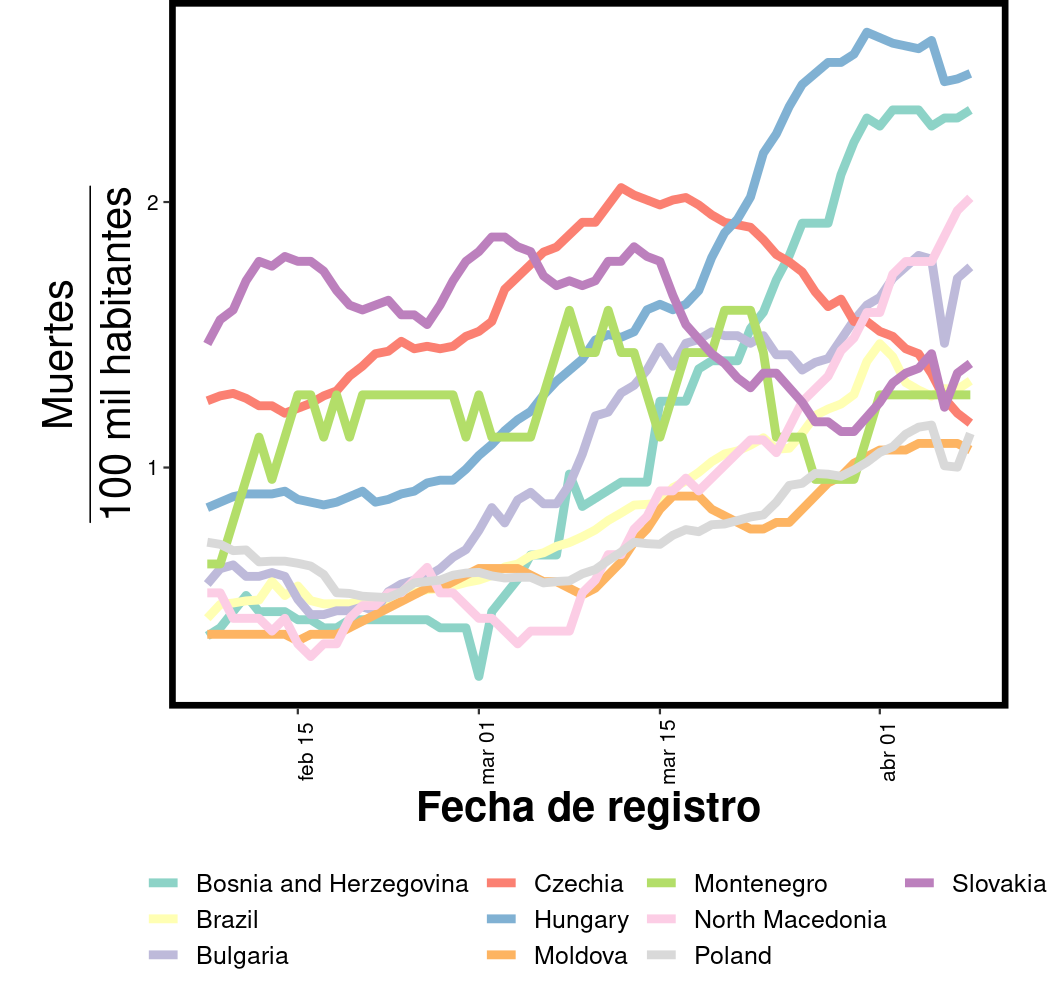 Muertes
100 mil habitantes
2
1
feb 15
mar 01
mar 15
abr 01
Fecha de registro
Bosnia and Herzegovina
Czechia
Montenegro
Slovakia
Brazil
Hungary
North Macedonia
Bulgaria
Moldova
Poland